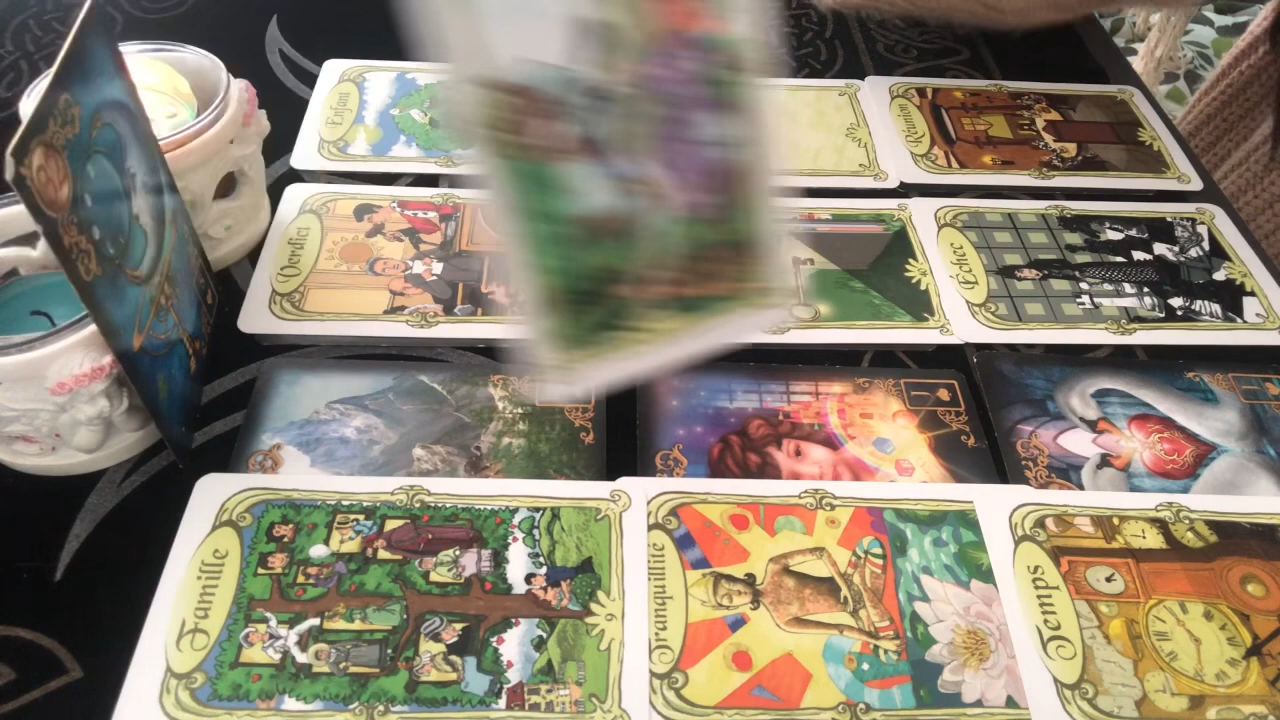 Enfant
Réunion
Verdict
Échec
J
Famille
Tranquillité
Temps